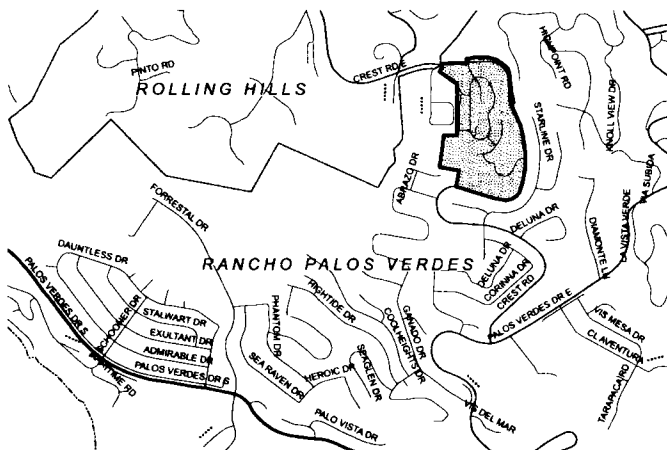 HIGHPOINT RD
PINTO RD
CREST RD E
ROLLING HILLS
KNOLL VIEW DR
STARLINE DR
ABRAZO DR
VIA SUBIDA
FORRESTAL DR
DELUNA DR
LA VISTA VERDE
DIAMONTE LN
DAUNTLESS DR
RANCHO PALOS VERDES
DELUNA DR
CORINNA DR
CREST RD
PALOS VERDES DR S
HIGHTIDE DR
PALOS VERDES DR E
SCHOONER DR
STALWART DR
PHANTOM DR
GANADO DR
COOLHEIGHTS DR
VIS MESA DR
EXULTANT DR
CL AVENTURA
ADMIRABLE DR
SEA RAVEN DR
HEROIC DR
SEAGLEN DR
PALOS VERDES DR S
MARITIME RD
VIS DEL MAR
TARAPACA RD
PALO VISTA DR